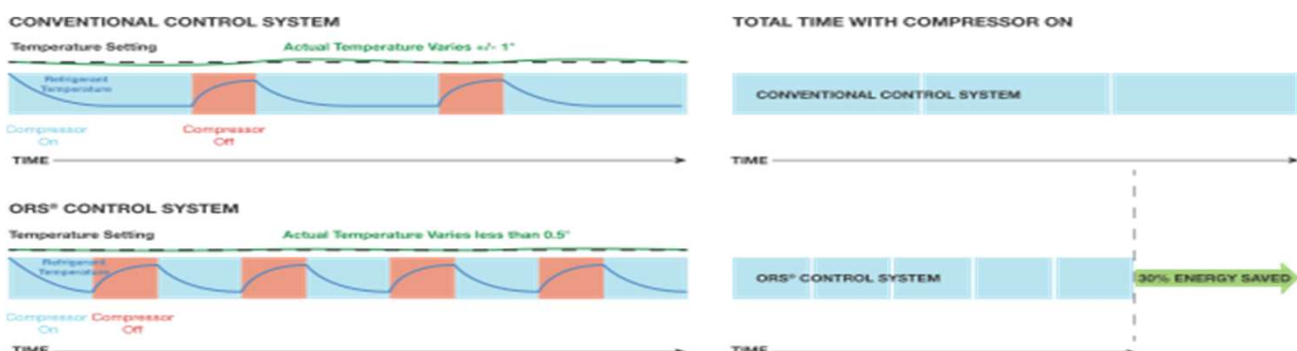 CONVENTIONAL CONTROL SYSTEM
Temperature Setting
Actual Temperature Varies +/- 1°
Refrigerant
Temperature
Compressor
On
Compressor
Off
TIME
TOTAL TIME WITH COMPRESSOR ON
CONVENTIONAL CONTROL SYSTEM
TIME
ORS® CONTROL SYSTEM
Temperature Setting
Actual Temperature Varies less than 0.5°
Refrigerant
Temperature
Compressor
On
Compressor
Off
TIME
ORS® CONTROL SYSTEM
30% ENERGY SAVED
TIME